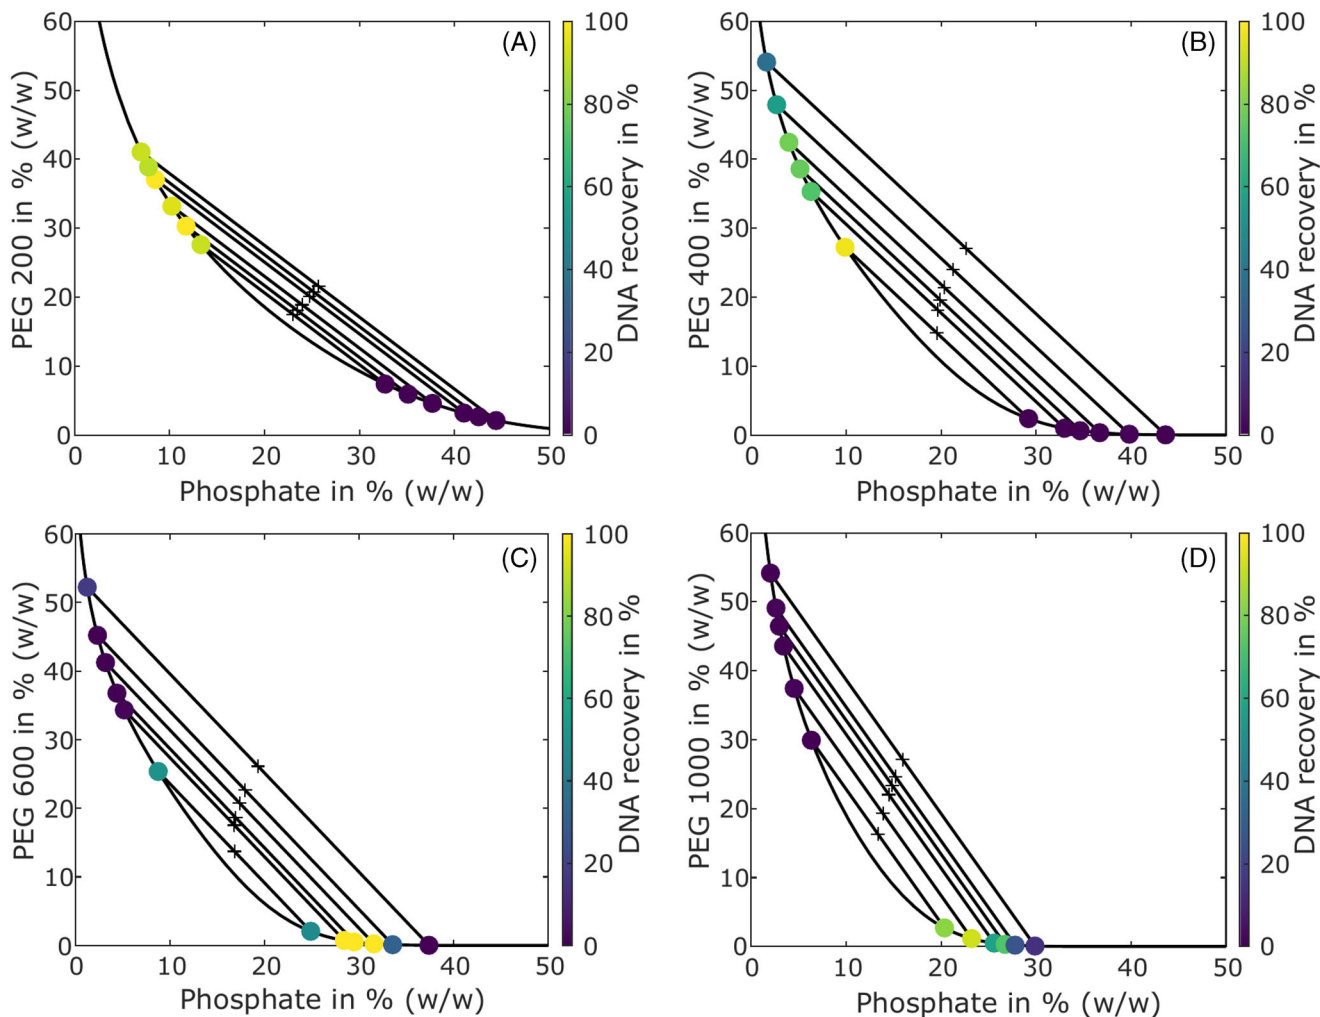 (A)
PEG 200 in % (w/w)
60
50
40
30
20
10
0
0 10 20 30 40 50
Phosphate in % (w/w)
100
80
60
40
20
0
DNA recovery in %
(B)
PEG 400 in % (w/w)
60
50
40
30
20
10
0
0 10 20 30 40 50
Phosphate in % (w/w)
100
80
60
40
20
0
DNA recovery in %
(C)
PEG 600 in % (w/w)
60
50
40
30
20
10
0
0 10 20 30 40 50
Phosphate in % (w/w)
100
80
60
40
20
0
DNA recovery in %
(D)
PEG 1000 in % (w/w)
60
50
40
30
20
10
0
0 10 20 30 40 50
Phosphate in % (w/w)
100
80
60
40
20
0
DNA recovery in %